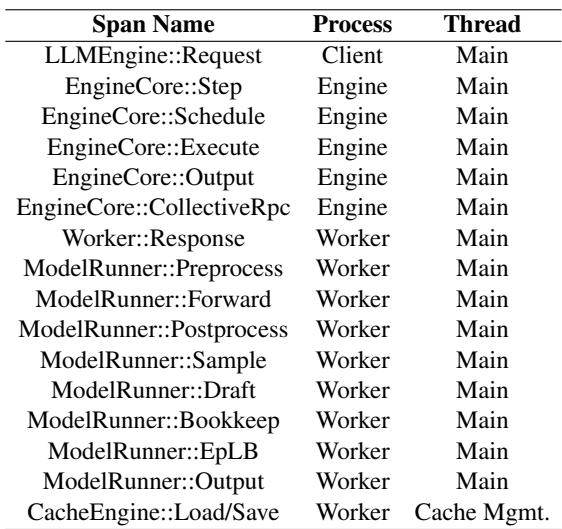 Span Name Process Thread
LLMEngine::Request Client Main
EngineCore::Step Engine Main
EngineCore::Schedule Engine Main
EngineCore::Execute Engine Main
EngineCore::Output Engine Main
EngineCore::CollectiveRpc Engine Main
Worker::Response Worker Main
ModelRunner::Preprocess Worker Main
ModelRunner::Forward Worker Main
ModelRunner::Postprocess Worker Main
ModelRunner::Sample Worker Main
ModelRunner::Draft Worker Main
ModelRunner::Bookkeep Worker Main
ModelRunner::EpLB Worker Main
ModelRunner::Output Worker Main
CacheEngine::Load/Save Worker Cache Mgmt.